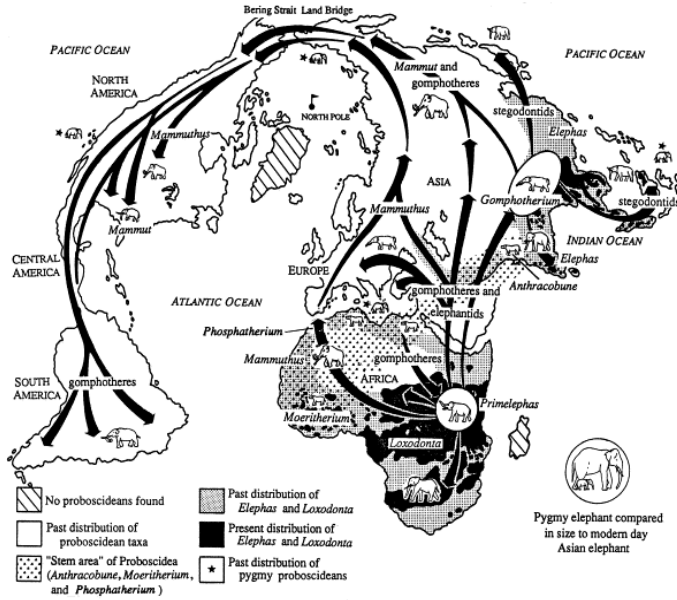 Bering Strait Land Bridge
PACIFIC OCEAN
PACIFIC OCEAN
NORTH
AMERICA
Mammut and
gomphotheres
stegodontids
NORTH POLE
Elephas
Mammuthus
ASIA
Gomphotherium
stegodontids
Mammut
Mammuthus
INDIAN OCEAN
CENTRAL
AMERICA
EUROPE
Elephas
Anthracobune
ATLANTIC OCEAN
gomphotheres and
elephantids
Phosphatherium
Mammuthus
gomphotheres
AFRICA
SOUTH
AMERICA
gomphotheres
Primelephas
Moeritherium
Loxodonta
No proboscideans found
Past distribution of
proboscidean taxa
"Stem area" of Proboscidea
(Anthracobune, Moeritherium,
and Phosphatherium)
Past distribution of
Elephas and Loxodonta
Present distribution of
Elephas and Loxodonta
Past distribution of
pygmy proboscideans
Pygmy elephant compared
in size to modern day
Asian elephant